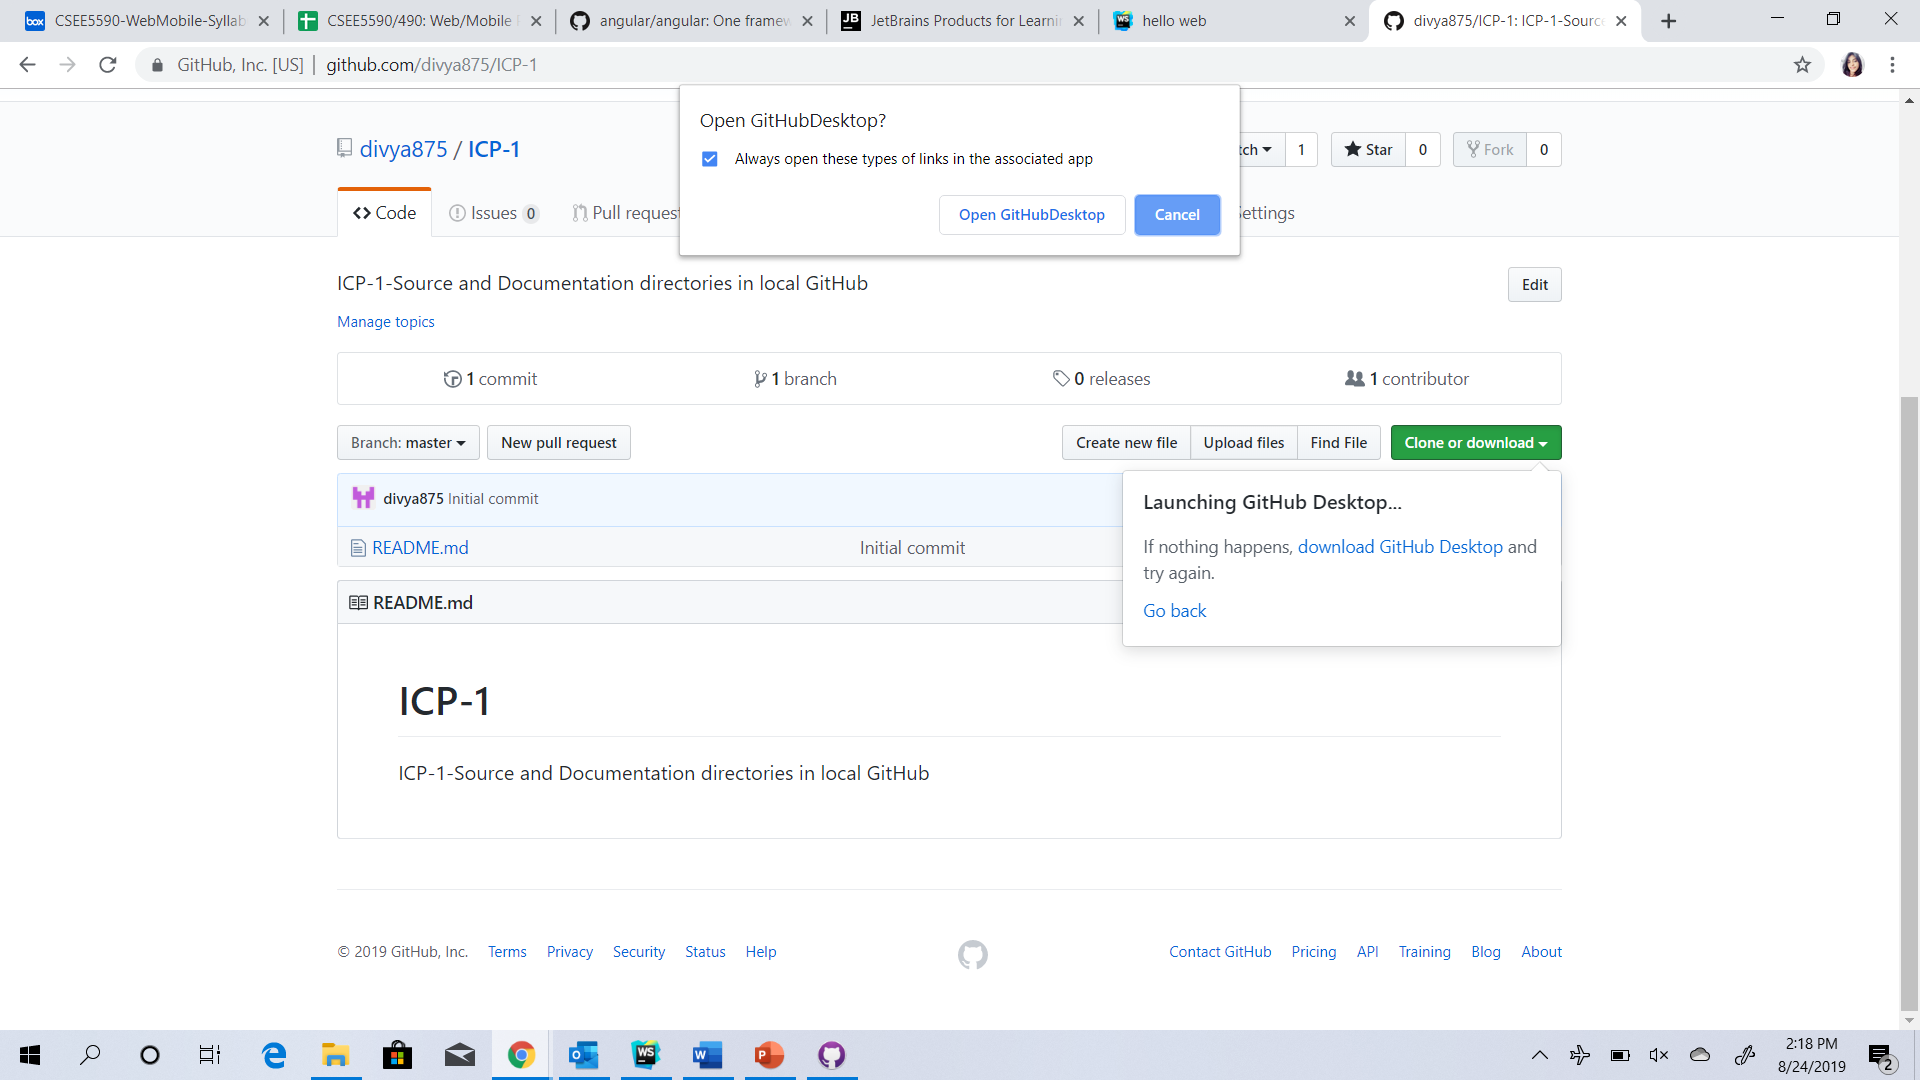 box CSEE5590-WebMobile-Syllab
CSEE5590/490: Web/Mobile
angular/angular: One framew
JB JetBrains Products for Learni
WS hello web
divya875/ICP-1: ICP-1-Source
GitHub, Inc. [US] | github.com/divya875/ICP-1
Open GitHubDesktop?
Always open these types of links in the associated app
Open GitHubDesktop Cancel
divya875 / ICP-1
tch 1 Star 0 Fork 0
Code Issues 0 Pull request ettings
ICP-1-Source and Documentation directories in local GitHub Edit
Manage topics
1 commit 1 branch 0 releases 1 contributor
Branch: master New pull request Create new file Upload files Find File Clone or download
divya875 Initial commit
README.md Initial commit
Launching GitHub Desktop...
If nothing happens, download GitHub Desktop and
try again.
Go back
README.md
ICP-1
ICP-1-Source and Documentation directories in local GitHub
© 2019 GitHub, Inc. Terms Privacy Security Status Help Contact GitHub Pricing API Training Blog About
WS W P
2:18 PM
8/24/2019
2